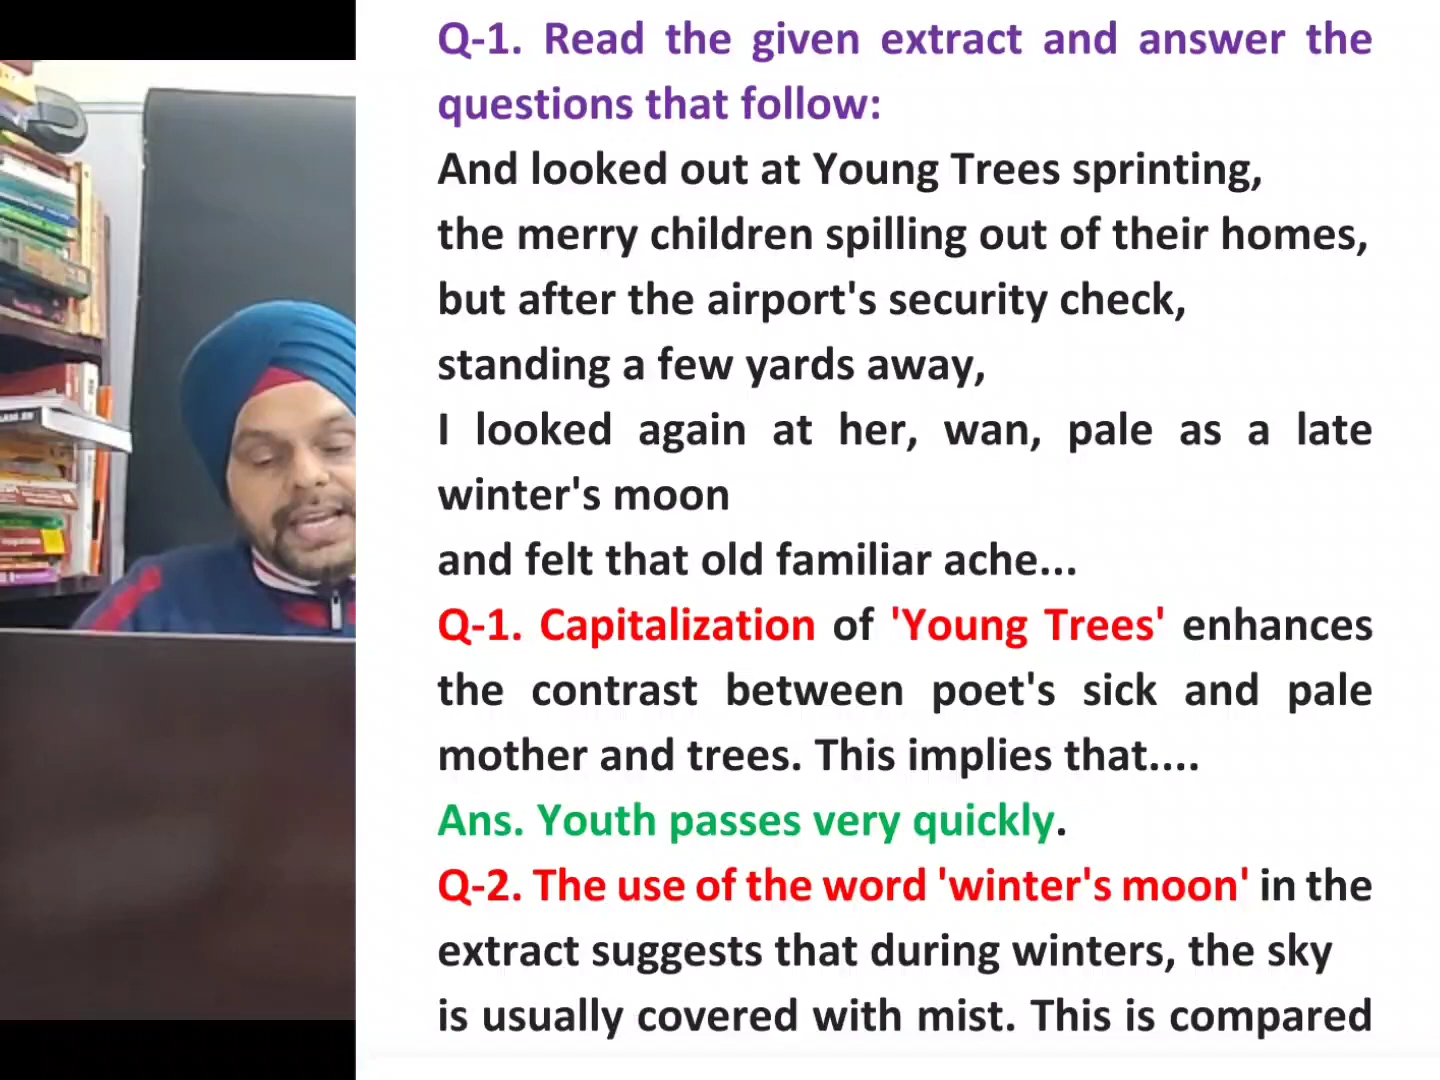 Q-1. Read the given extract and answer the
questions that follow:
And looked out at Young Trees sprinting,
the merry children spilling out of their homes,
but after the airport's security check,
standing a few yards away,
I looked again at her, wan, pale as a late
winter's moon
and felt that old familiar ache...
Q-1. Capitalization of 'Young Trees' enhances
the contrast between poet's sick and pale
mother and trees. This implies that....
Ans. Youth passes very quickly.
Q-2. The use of the word 'winter's moon' in the
extract suggests that during winters, the sky
is usually covered with mist. This is compared